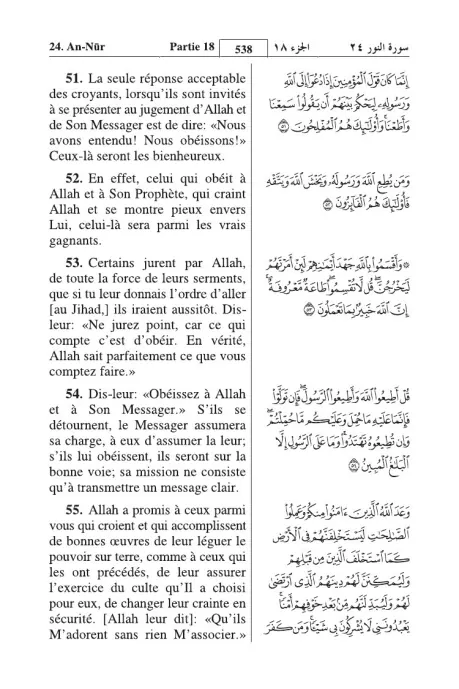 24. An-Nūr Partie 18 538 الجزء ١٨ سورة النور ٢٤
51. La seule réponse acceptable
des croyants, lorsqu'ils sont invités
à se présenter au jugement d'Allah et
de Son Messager est de dire: «Nous
avons entendu! Nous obéissons!»
Ceux-là seront les bienheureux.
52. En effet, celui qui obéit à
Allah et à Son Prophète, qui craint
Allah et se montre pieux envers
Lui, celui-là sera parmi les vrais
gagnants.
53. Certains jurent par Allah,
de toute la force de leurs serments,
que si tu leur donnais l'ordre d'aller
[au Jihad,] ils iraient aussitôt. Dis-
leur: «Ne jurez point, car ce qui
compte c'est d'obéir. En vérité,
Allah sait parfaitement ce que vous
comptez faire.»
54. Dis-leur: «Obéissez à Allah
et à Son Messager.» S'ils se
détournent, le Messager assumera
sa charge, à eux d'assumer la leur;
s'ils lui obéissent, ils seront sur la
bonne voie; sa mission ne consiste
qu'à transmettre un message clair.
55. Allah a promis à ceux parmi
vous qui croient et qui accomplissent
de bonnes œuvres de leur léguer le
pouvoir sur terre, comme à ceux qui
les ont précédés, de leur assurer
l'exercice du culte qu'Il a choisi
pour eux, de changer leur crainte en
sécurité. [Allah leur dit]: «Qu'ils
M'adorent sans rien M'associer.»
إِنَّمَا كَانَ قَوْلَ الْمُؤْمِنِينَ إِذَا دُعُوا إِلَى اللَّهِ
وَرَسُولِهِ لِيَحْكُمَ بَيْنَهُمْ أَن يَقُولُوا سَمِعْنَا
وَأَطَعْنَا وَأُولَٰئِكَ هُمُ الْمُفْلِحُونَ ٥١
وَمَن يُطِعِ اللَّهَ وَرَسُولَهُ وَيَخْشَ اللَّهَ وَيَتَّقْهِ
فَأُولَٰئِكَ هُمُ الْفَائِزُونَ ٥٢
۞ وَأَقْسَمُوا بِاللَّهِ جَهْدَ أَيْمَانِهِمْ لَئِنْ أَمَرْتَهُمْ
لَيَخْرُجُنَّ قُل لَّا تُقْسِمُوا طَاعَةٌ مَّعْرُوفَةٌ
إِنَّ اللَّهَ خَبِيرٌ بِمَا تَعْمَلُونَ ٥٣
قُلْ أَطِيعُوا اللَّهَ وَأَطِيعُوا الرَّسُولَ فَإِن تَوَلَّوْا
فَإِنَّمَا عَلَيْهِ مَا حُمِّلَ وَعَلَيْكُم مَّا حُمِّلْتُمْ
وَإِن تُطِيعُوهُ تَهْتَدُوا وَمَا عَلَى الرَّسُولِ إِلَّا
الْبَلَاغُ الْمُبِينُ ٥٤
وَعَدَ اللَّهُ الَّذِينَ ءَامَنُوا مِنكُمْ وَعَمِلُوا
الصَّالِحَاتِ لَيَسْتَخْلِفَنَّهُمْ فِي الْأَرْضِ
كَمَا اسْتَخْلَفَ الَّذِينَ مِن قَبْلِهِمْ
وَلَيُمَكِّنَنَّ لَهُمْ دِينَهُمُ الَّذِي ارْتَضَىٰ
لَهُمْ وَلَيُبَدِّلَنَّهُم مِّن بَعْدِ خَوْفِهِمْ أَمْنًا
يَعْبُدُونَنِي لَا يُشْرِكُونَ بِي شَيْئًا وَمَن كَفَرَ